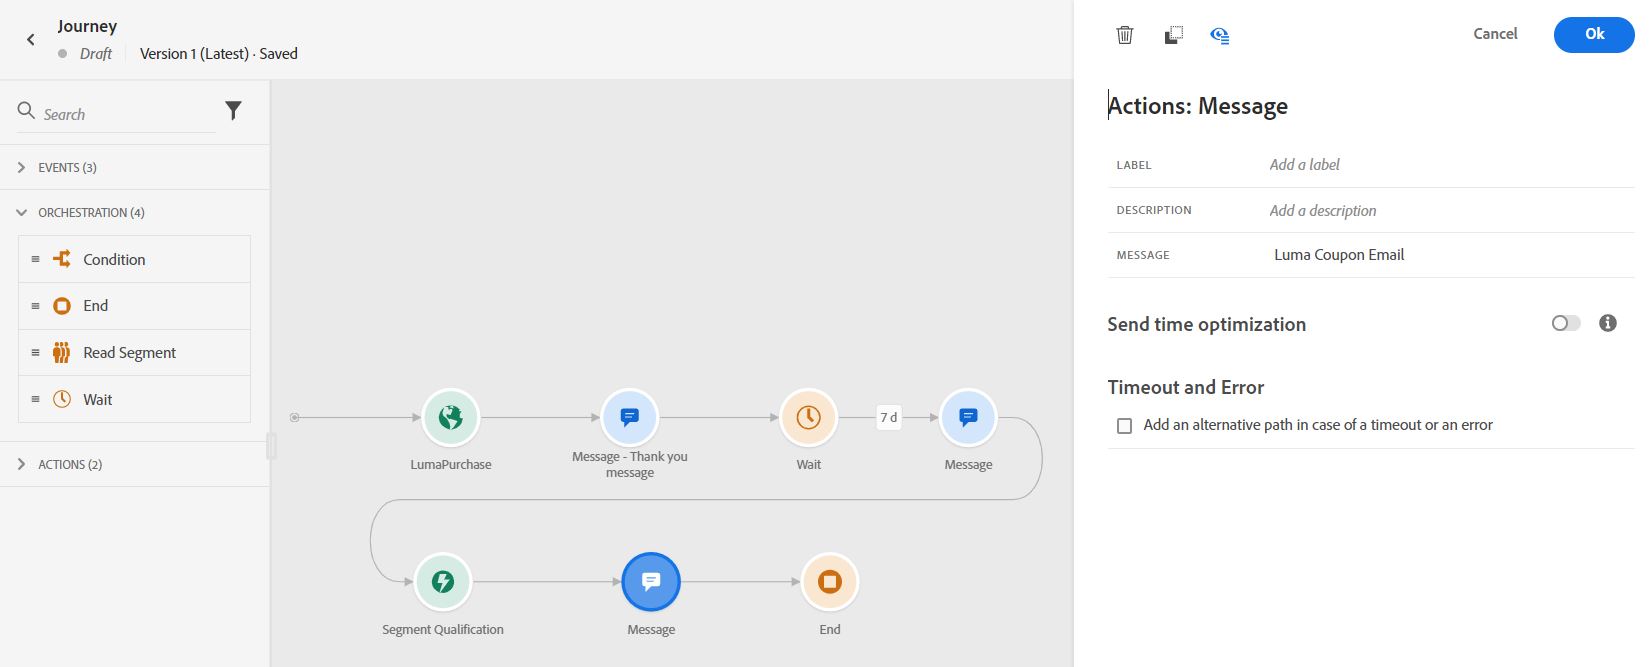 Journey
Draft
Version 1 (Latest) · Saved
Search
EVENTS (3)
ORCHESTRATION (4)
Condition
End
Read Segment
Wait
ACTIONS (2)
LumaPurchase
Message - Thank you
message
Wait
7 d
Message
Segment Qualification
Message
End
Cancel
Ok
Actions: Message
LABEL
Add a label
DESCRIPTION
Add a description
MESSAGE
Luma Coupon Email
Send time optimization
Timeout and Error
Add an alternative path in case of a timeout or an error